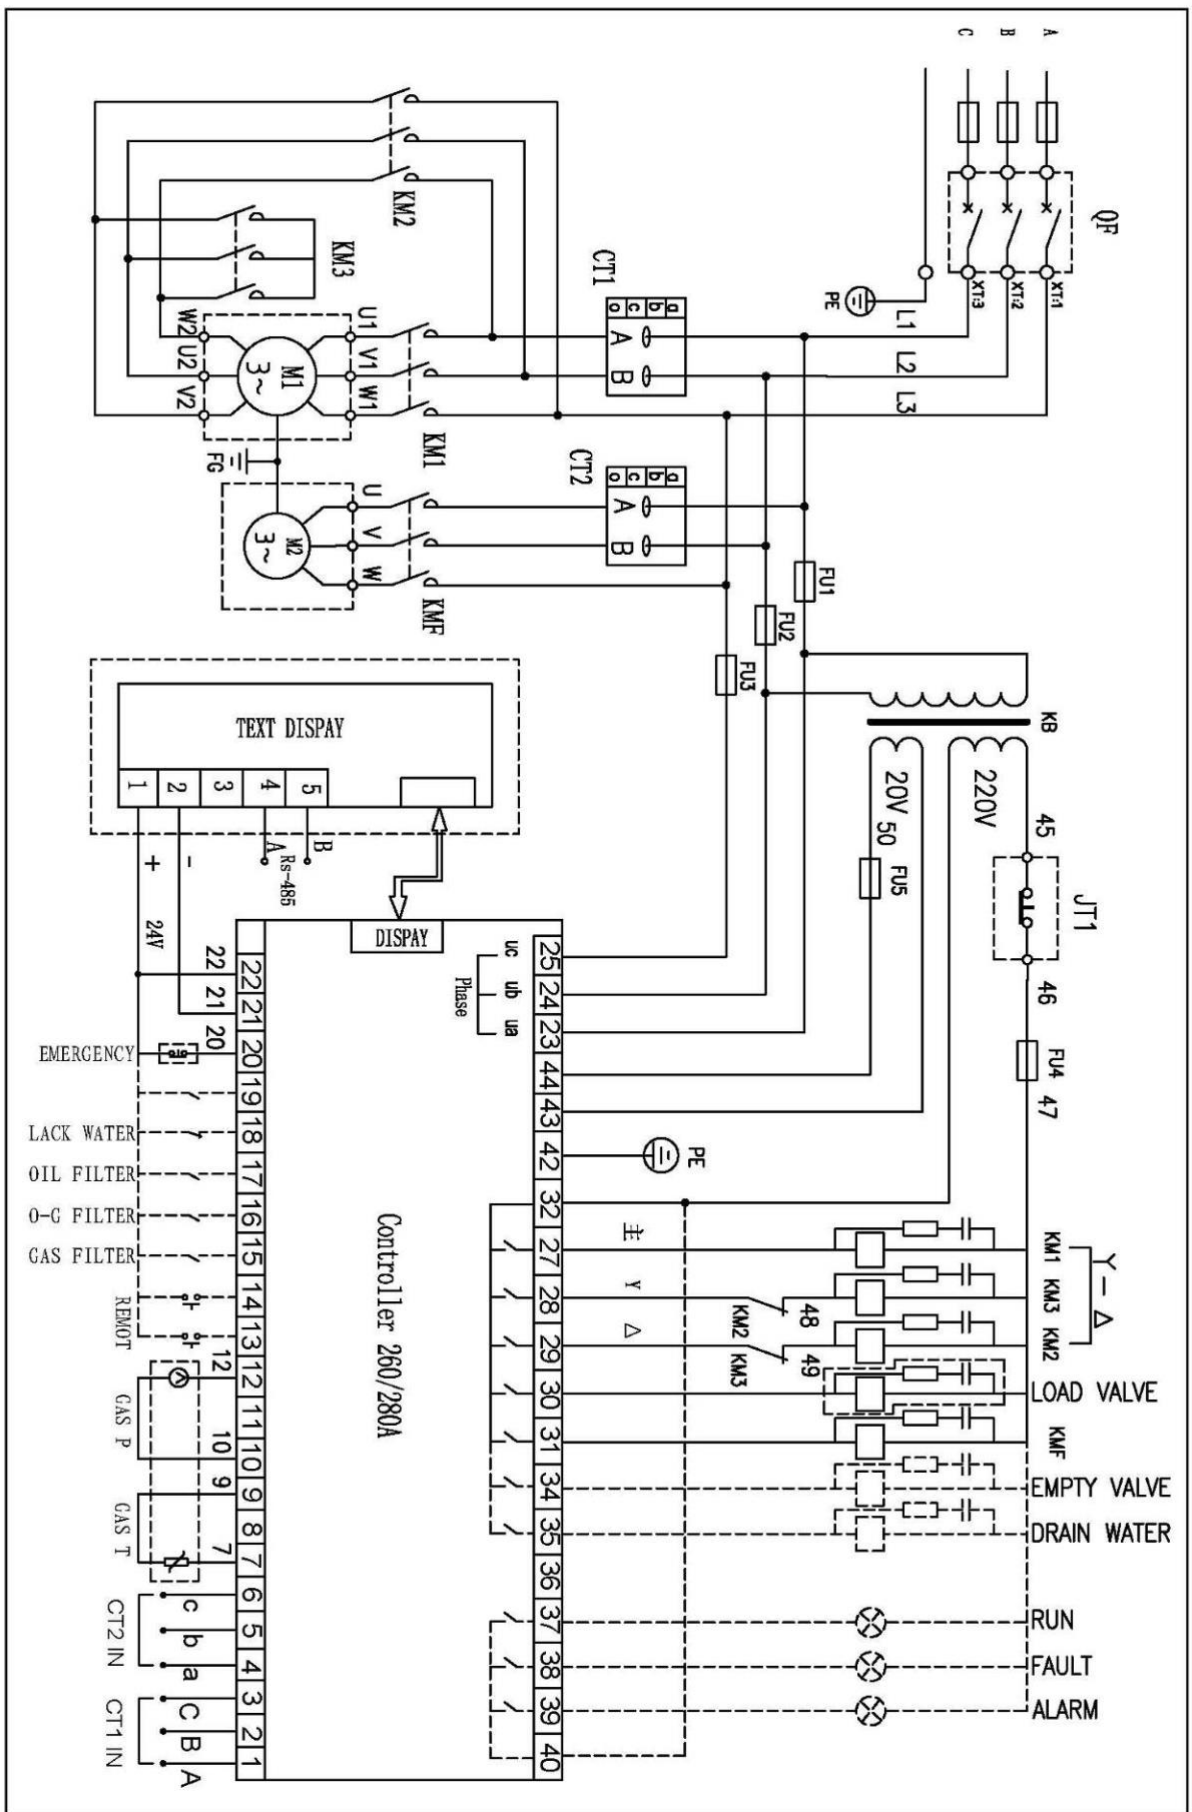 C B A
QF
XT:3 XT:2 XT:1
PE
L1
L2
L3
KM2
KM3
CT1
o c b a
A
B
U1
V1
W1
W2
U2
V2
M1
3~
KM1
FG
CT2
o c b a
A
B
U
V
W
M2
3~
KMF
FU1
FU2
FU3
KB
20V
220V
50
FU5
45
JT1
46
FU4
47
TEXT DISPAY
1 2 3 4 5
+ -
A B
Rs-485
24V
DISPAY
uc ub ua
Phase
25
24
23
44
43
42
32
27
28
29
30
31
34
35
36
37
38
39
40
PE
主
Y
△
KM2
48
KM3
49
KM1
KM3
KM2
Y — △
LOAD VALVE
KMF
EMPTY VALVE
DRAIN WATER
RUN
FAULT
ALARM
Controller 260/280A
22
21
20
19
18
17
16
15
14
13
12
11
10
9
8
7
6
5
4
3
2
1
22
21
20
12
10
9
7
EMERGENCY
LACK WATER
OIL FILTER
O-G FILTER
GAS FILTER
REMOT
GAS P
GAS T
c b a
CT2 IN
C B A
CT1 IN